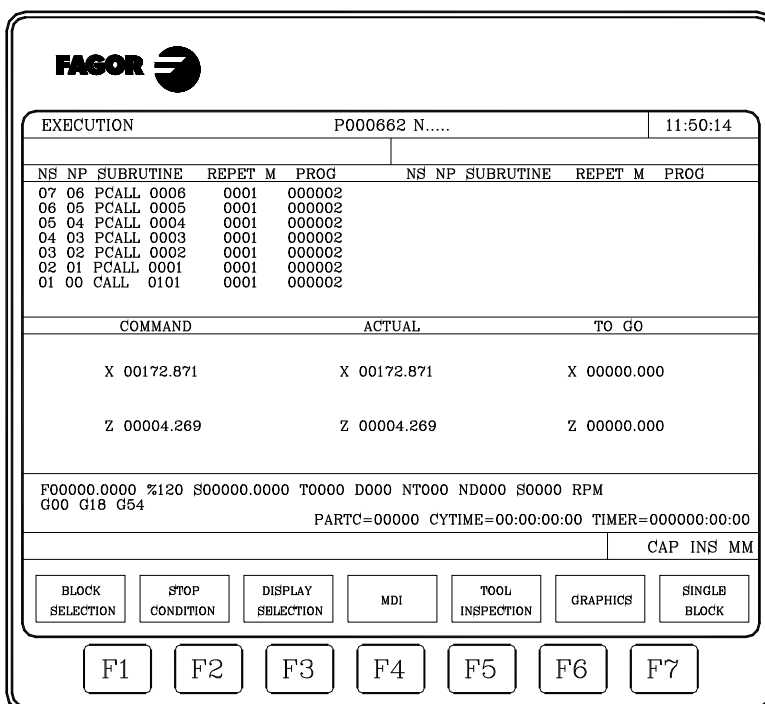 FAGOR
EXECUTION P000662 N..... 11:50:14
NS NP SUBRUTINE REPET M PROG NS NP SUBRUTINE REPET M PROG
07 06 PCALL 0006 0001 000002
06 05 PCALL 0005 0001 000002
05 04 PCALL 0004 0001 000002
04 03 PCALL 0003 0001 000002
03 02 PCALL 0002 0001 000002
02 01 PCALL 0001 0001 000002
01 00 CALL 0101 0001 000002
COMMAND ACTUAL TO GO
X 00172.871 X 00172.871 X 00000.000
Z 00004.269 Z 00004.269 Z 00000.000
F00000.0000 %120 S00000.0000 T0000 D000 NT000 ND000 S0000 RPM
G00 G18 G54
PARTC=00000 CYTIME=00:00:00:00 TIMER=000000:00:00
CAP INS MM
BLOCK SELECTION
STOP CONDITION
DISPLAY SELECTION
MDI
TOOL INSPECTION
GRAPHICS
SINGLE BLOCK
F1 F2 F3 F4 F5 F6 F7